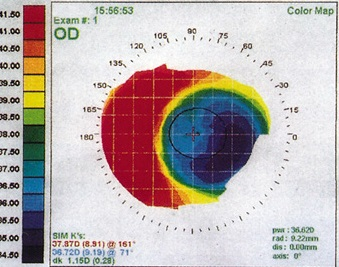 15:56:53
Color Map
Exam #: 1
OD
41.50
41.00
40.50
40.00
39.50
39.00
38.50
38.00
37.50
37.00
36.50
36.00
35.50
35.00
34.50
105
90
75
120
60
135
45
150
30
165
15
180
0
SIM K's:
37.87D (8.91) @ 161°
36.72D (9.19) @ 71°
dk 1.15D (0.28)
pwr : 36.62D
rad : 9.22mm
dis : 0.00mm
axis: 0°